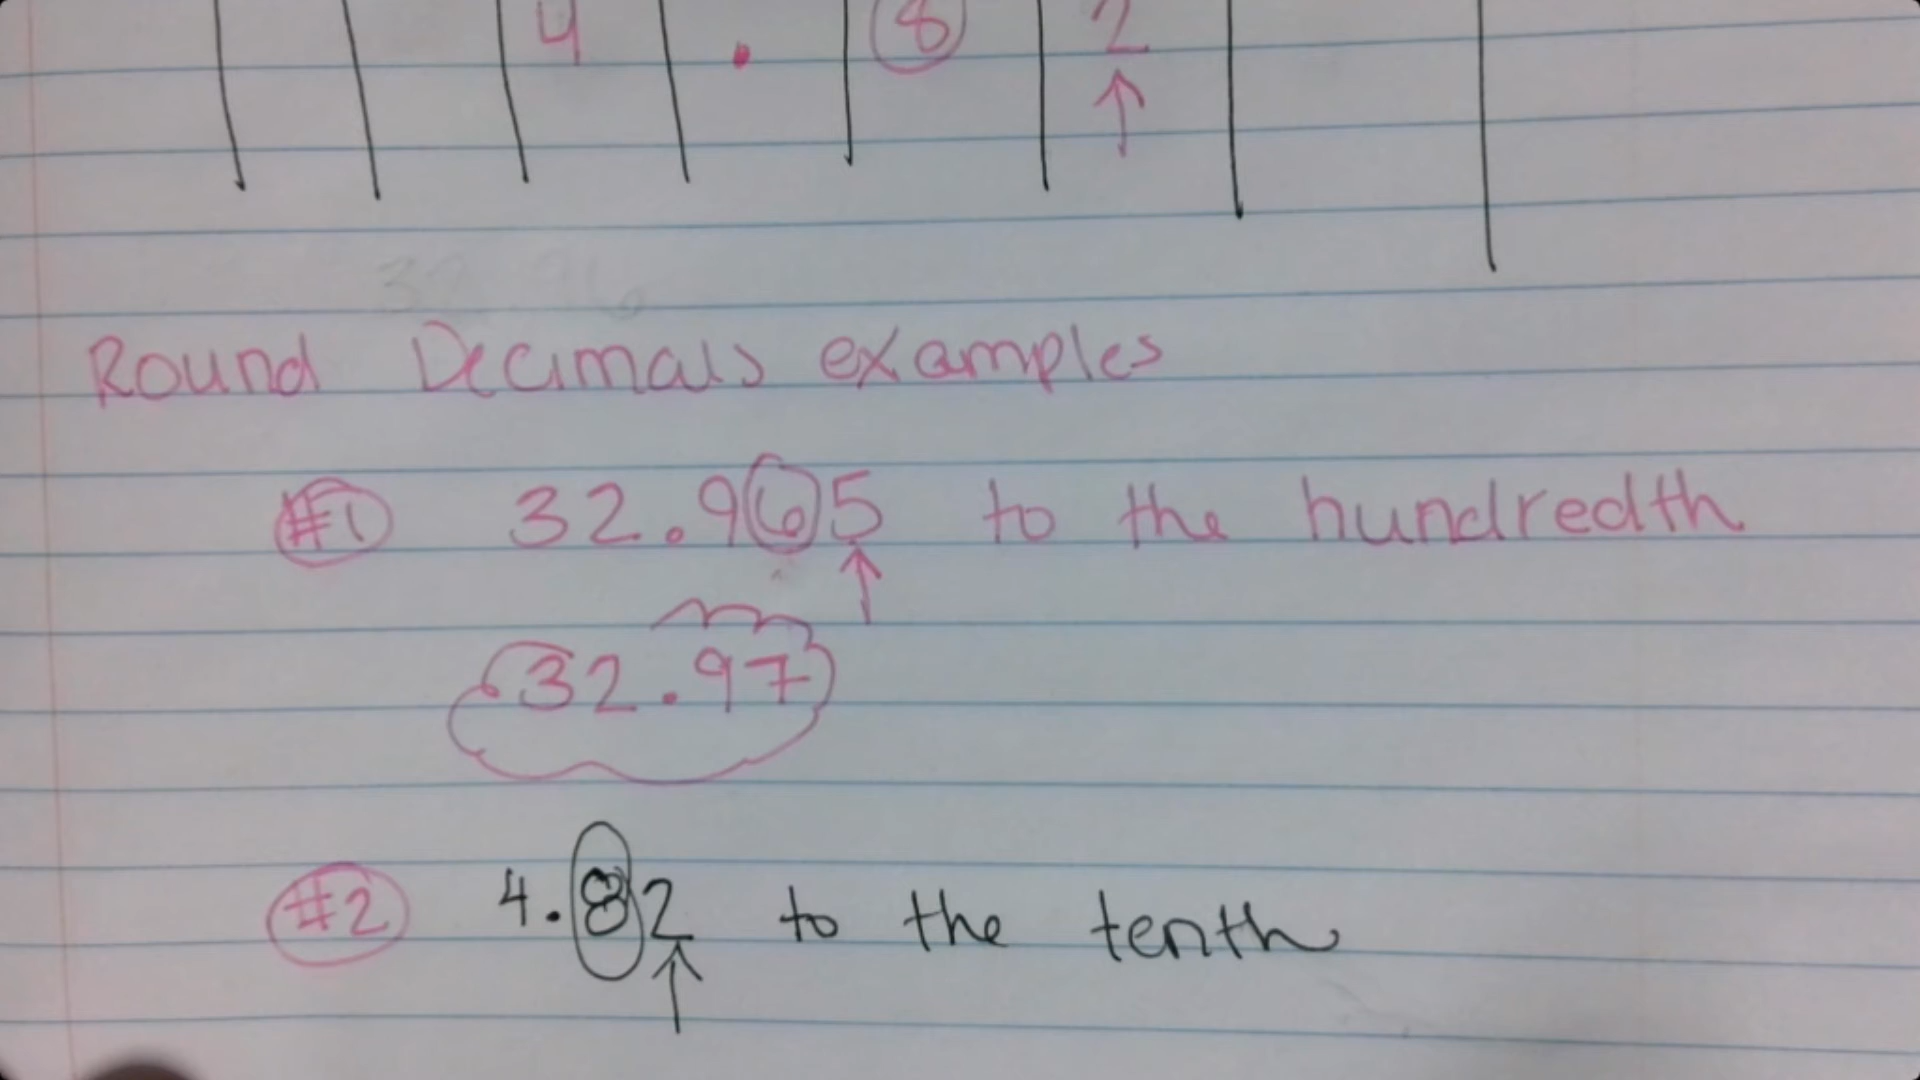 4 . 8 2
Round Decimals examples
#1 32.965 to the hundredth
32.97
#2 4.82 to the tenth